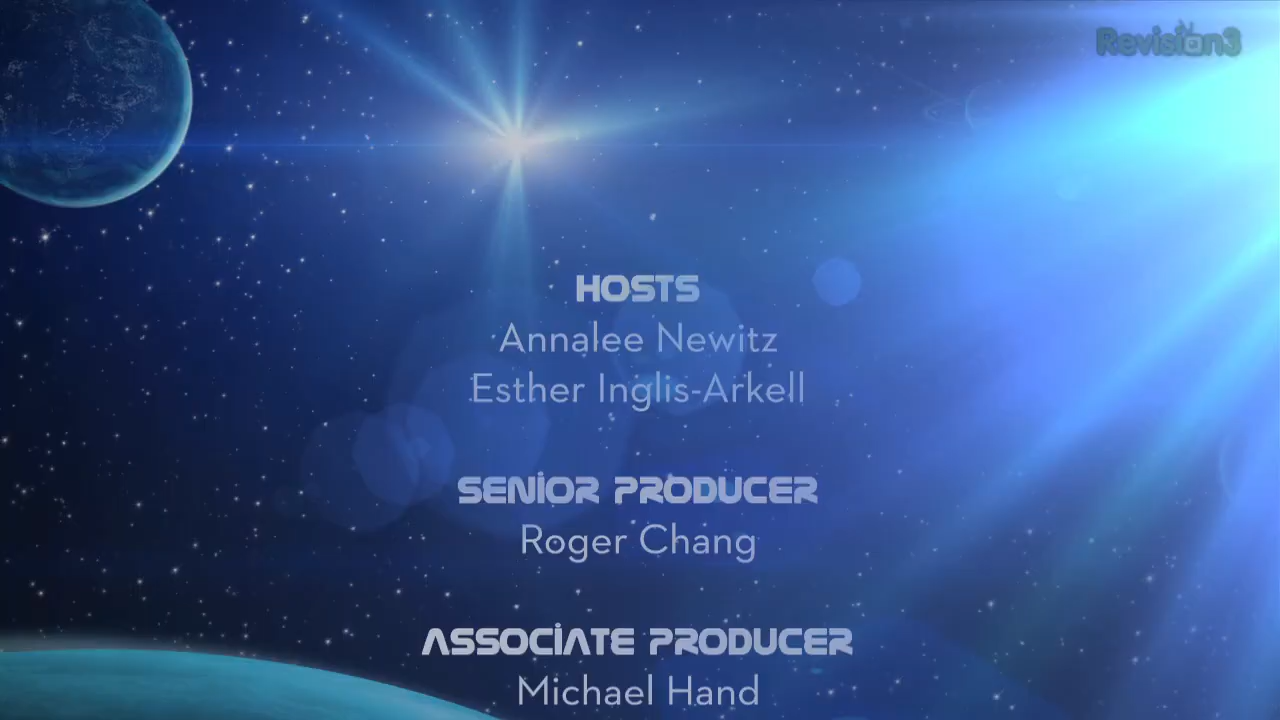 Revision3
HOSTS
Annalee Newitz
Esther Inglis-Arkell
SENIOR PRODUCER
Roger Chang
ASSOCIATE PRODUCER
Michael Hand